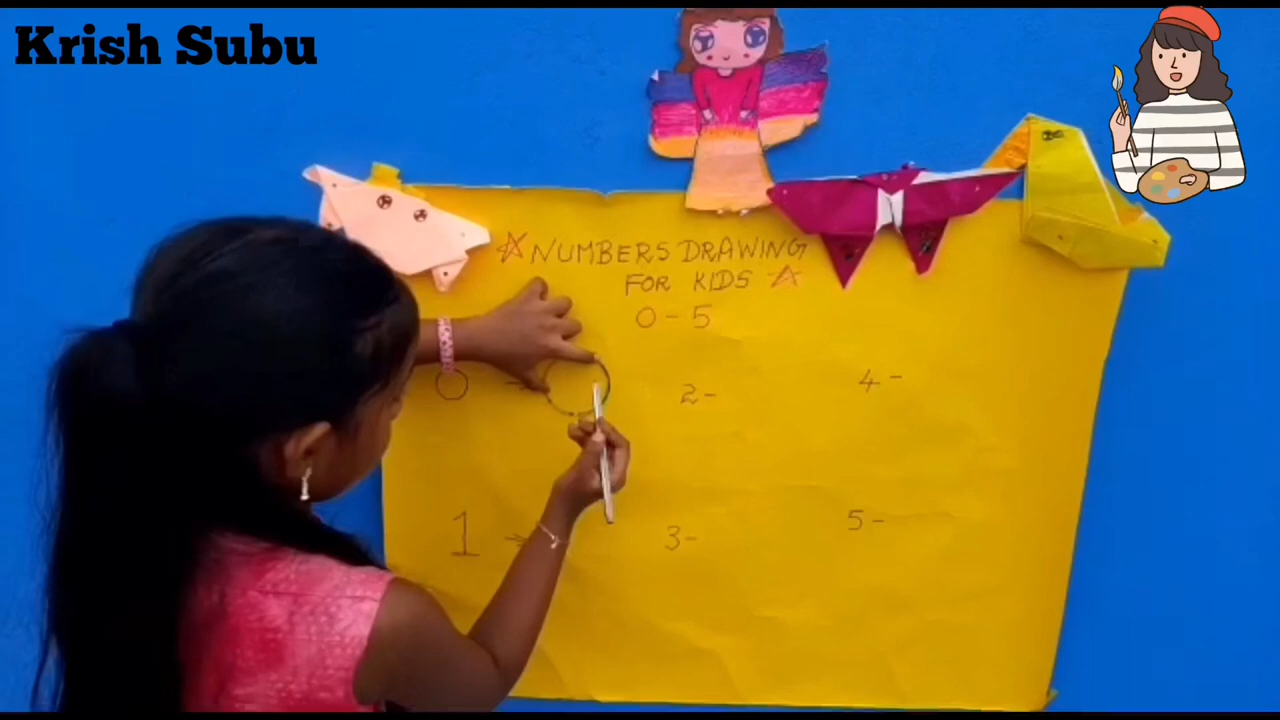 Krish Subu
☆ NUMBERS DRAWING
FOR KIDS ☆
0 - 5
0 →
2 -
4 -
1 →
3 -
5 -